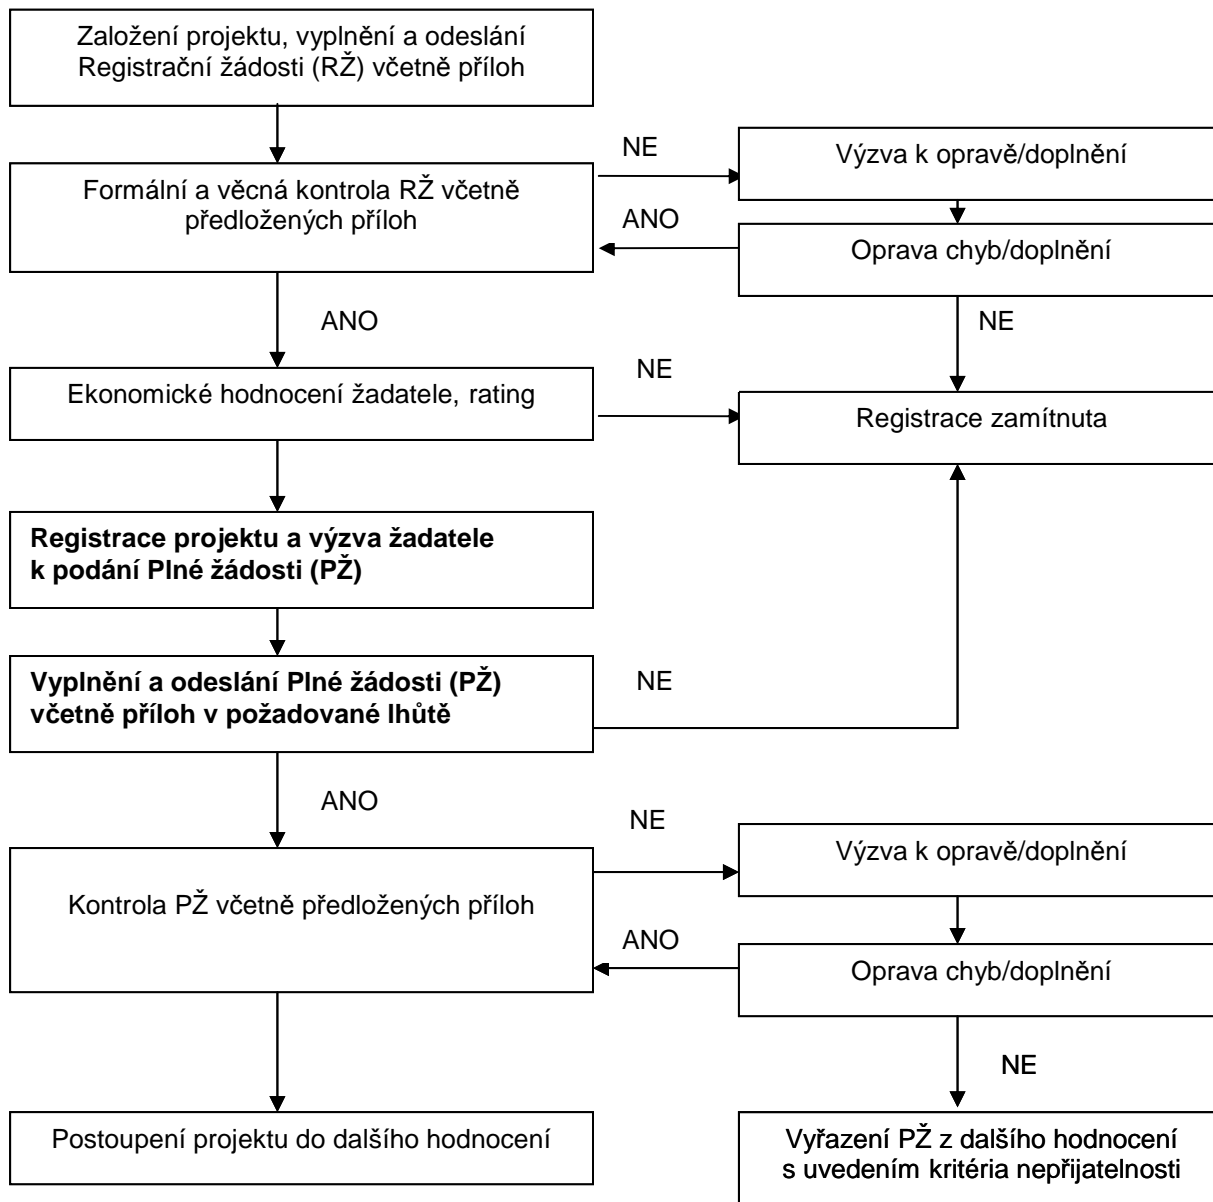 Založení projektu, vyplnění a odeslání
Registrační žádosti (RŽ) včetně příloh
NE
Výzva k opravě/doplnění
Formální a věcná kontrola RŽ včetně
předložených příloh
ANO
Oprava chyb/doplnění
ANO
NE
Ekonomické hodnocení žadatele, rating
NE
Registrace zamítnuta
Registrace projektu a výzva žadatele
k podání Plné žádosti (PŽ)
Vyplnění a odeslání Plné žádosti (PŽ)
včetně příloh v požadované lhůtě
NE
ANO
NE
Výzva k opravě/doplnění
Kontrola PŽ včetně předložených příloh
ANO
Oprava chyb/doplnění
NE
Postoupení projektu do dalšího hodnocení
Vyřazení PŽ z dalšího hodnocení
s uvedením kritéria nepřijatelnosti